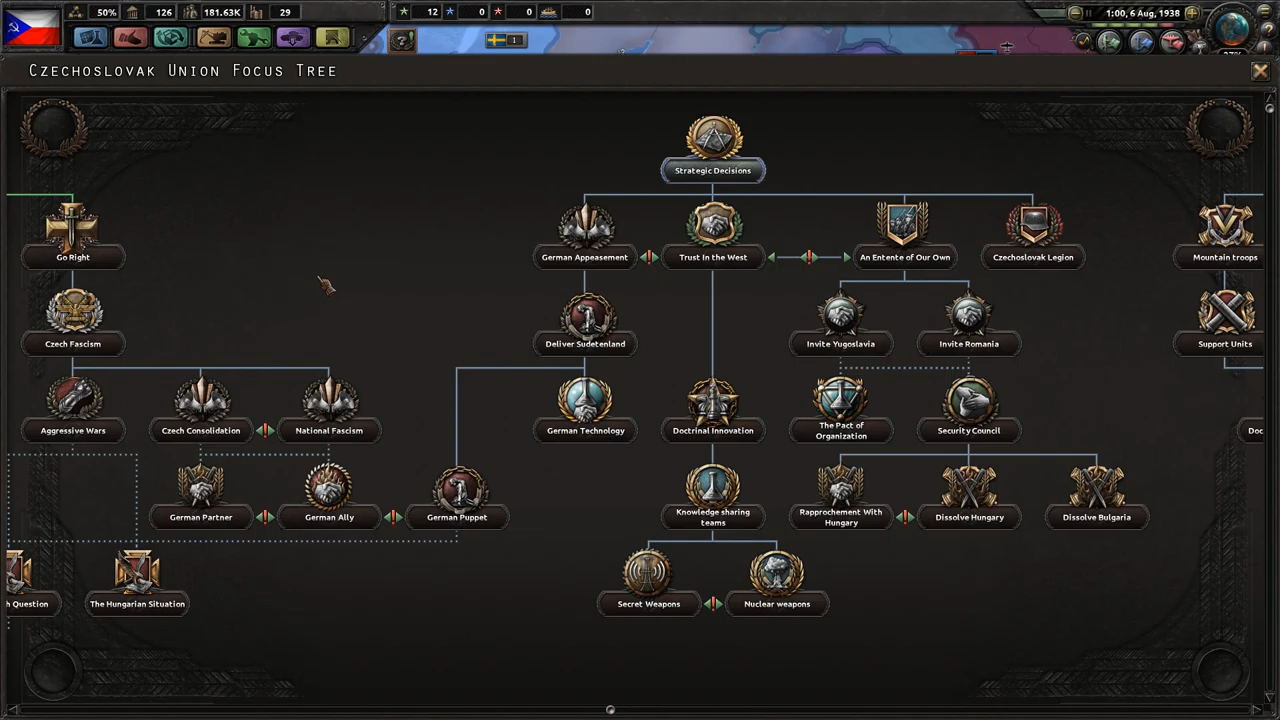 50% 126 181.63K 29 12 0 0 0 1:00, 6 Aug, 1938
1
Czechoslovak Union Focus Tree
Strategic Decisions
Go Right
German Appeasement
Trust In the West
An Entente of Our Own
Czechoslovak Legion
Mountain troops
Czech Fascism
Deliver Sudetenland
Invite Yugoslavia
Invite Romania
Support Units
Aggressive Wars
Czech Consolidation
National Fascism
German Technology
Doctrinal Innovation
The Pact of
Organization
Security Council
Doc
German Partner
German Ally
German Puppet
Knowledge sharing
teams
Rapprochement With
Hungary
Dissolve Hungary
Dissolve Bulgaria
h Question
The Hungarian Situation
Secret Weapons
Nuclear weapons